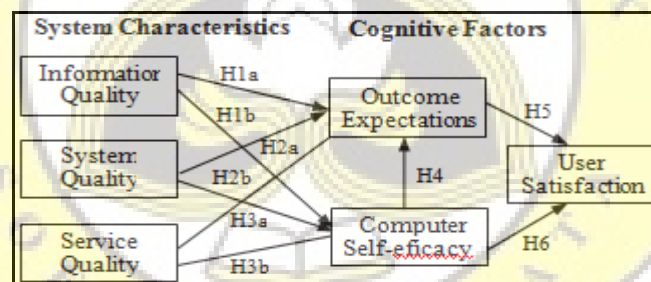 System Characteristics
Cognitive Factors
Information
Quality
H1a
Outcome
Expectations
H5
H1b
System
Quality
H2a
H2b
User
Satisfaction
H4
H3a
Service
Quality
Computer
Self-eficacy
H6
H3b